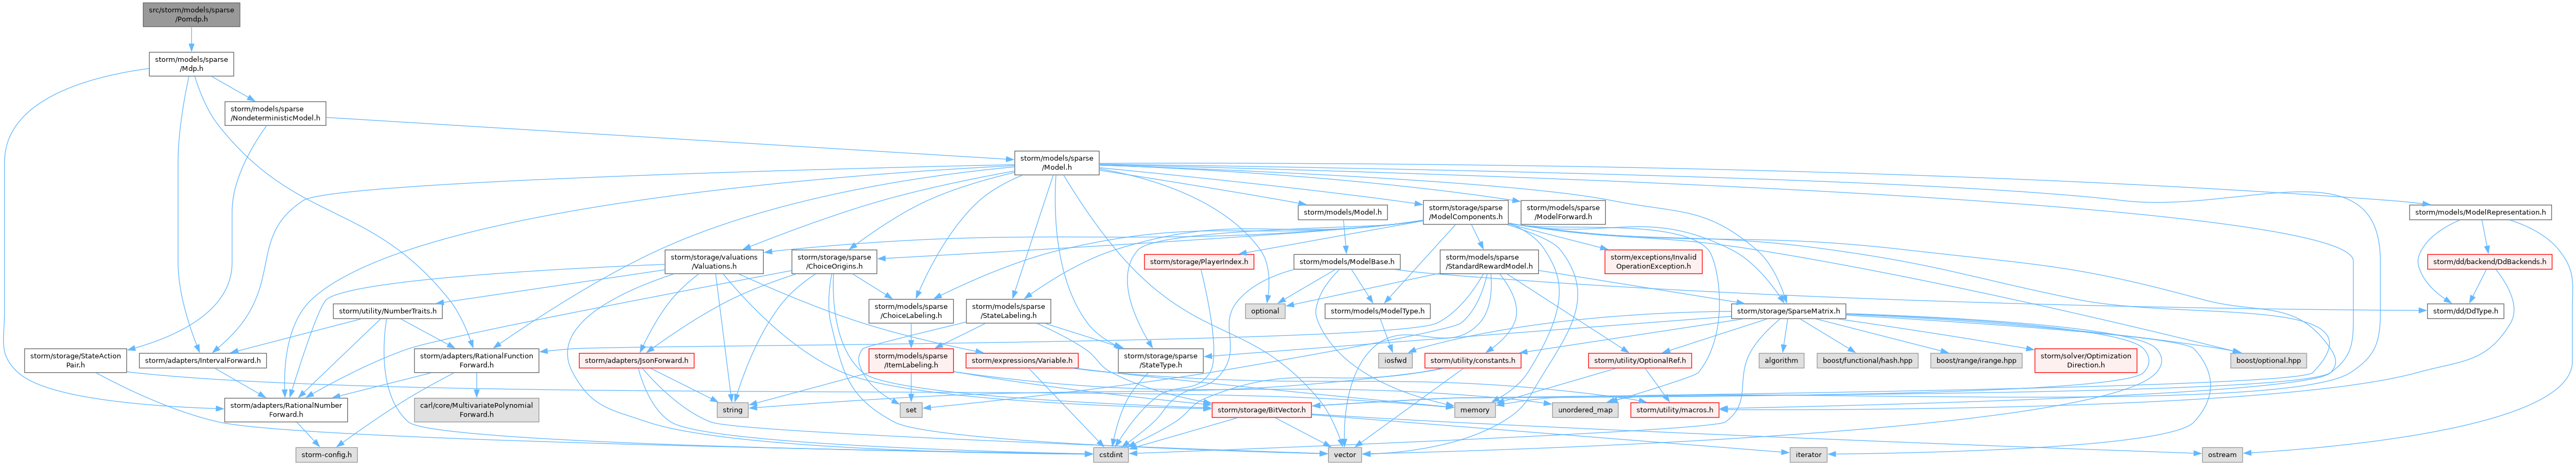 src/storm/models/sparse
/Pomdp.h
storm/models/sparse
/Mdp.h
storm/models/sparse
/NondeterministicModel.h
storm/models/sparse
/Model.h
storm/storage/sparse
/ModelComponents.h
storm/models/Model.h
storm/models/sparse
/ModelForward.h
storm/models/ModelRepresentation.h
storm/storage/valuations
/Valuations.h
storm/storage/sparse
/ChoiceOrigins.h
storm/storage/PlayerIndex.h
storm/models/ModelBase.h
storm/models/sparse
/StandardRewardModel.h
storm/exceptions/Invalid
OperationException.h
storm/dd/backend/DdBackends.h
storm/utility/NumberTraits.h
storm/models/sparse
/ChoiceLabeling.h
storm/models/sparse
/StateLabeling.h
optional
storm/models/ModelType.h
storm/storage/SparseMatrix.h
storm/dd/DdType.h
storm/storage/StateAction
Pair.h
storm/adapters/IntervalForward.h
storm/adapters/RationalFunction
Forward.h
storm/adapters/JsonForward.h
storm/models/sparse
/ItemLabeling.h
storm/expressions/Variable.h
storm/storage/sparse
/StateType.h
iosfwd
storm/utility/constants.h
storm/utility/OptionalRef.h
algorithm
boost/functional/hash.hpp
boost/range/irange.hpp
storm/solver/Optimization
Direction.h
boost/optional.hpp
storm/adapters/RationalNumber
Forward.h
carl/core/MultivariatePolynomial
Forward.h
string
set
storm/storage/BitVector.h
memory
unordered_map
storm/utility/macros.h
storm-config.h
cstdint
vector
iterator
ostream